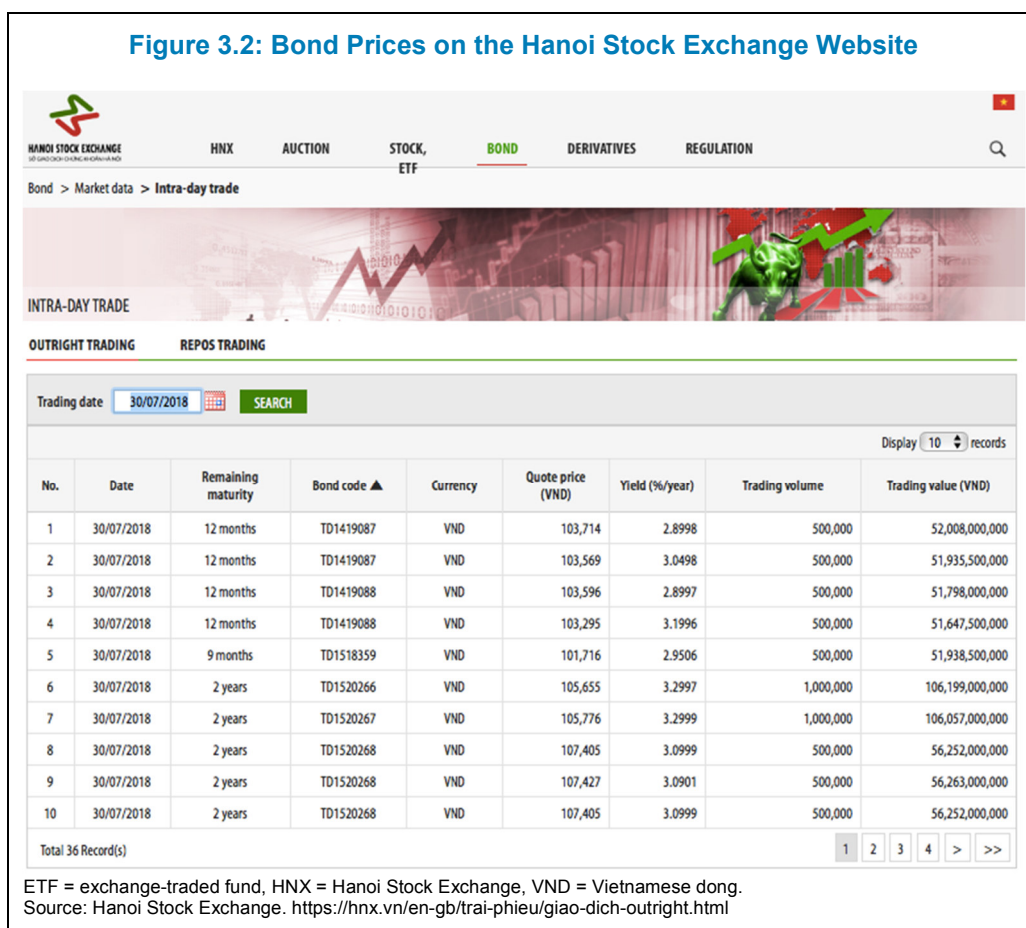 Figure 3.2: Bond Prices on the Hanoi Stock Exchange Website
HANOI STOCK EXCHANGE
SỞ GIAO DỊCH CHỨNG KHOÁN HÀ NỘI
HNX AUCTION STOCK, ETF BOND DERIVATIVES REGULATION
Bond > Market data > Intra-day trade
INTRA-DAY TRADE
OUTRIGHT TRADING REPOS TRADING
Trading date 30/07/2018 SEARCH
Display 10 records
No. Date Remaining maturity Bond code ▲ Currency Quote price (VND) Yield (%/year) Trading volume Trading value (VND)
1 30/07/2018 12 months TD1419087 VND 103,714 2.8998 500,000 52,008,000,000
2 30/07/2018 12 months TD1419087 VND 103,569 3.0498 500,000 51,935,500,000
3 30/07/2018 12 months TD1419088 VND 103,596 2.8997 500,000 51,798,000,000
4 30/07/2018 12 months TD1419088 VND 103,295 3.1996 500,000 51,647,500,000
5 30/07/2018 9 months TD1518359 VND 101,716 2.9506 500,000 51,938,500,000
6 30/07/2018 2 years TD1520266 VND 105,655 3.2997 1,000,000 106,199,000,000
7 30/07/2018 2 years TD1520267 VND 105,776 3.2999 1,000,000 106,057,000,000
8 30/07/2018 2 years TD1520268 VND 107,405 3.0999 500,000 56,252,000,000
9 30/07/2018 2 years TD1520268 VND 107,427 3.0901 500,000 56,263,000,000
10 30/07/2018 2 years TD1520268 VND 107,405 3.0999 500,000 56,252,000,000
Total 36 Record(s) 1 2 3 4 > >>
ETF = exchange-traded fund, HNX = Hanoi Stock Exchange, VND = Vietnamese dong.
Source: Hanoi Stock Exchange. https://hnx.vn/en-gb/trai-phieu/giao-dich-outright.html